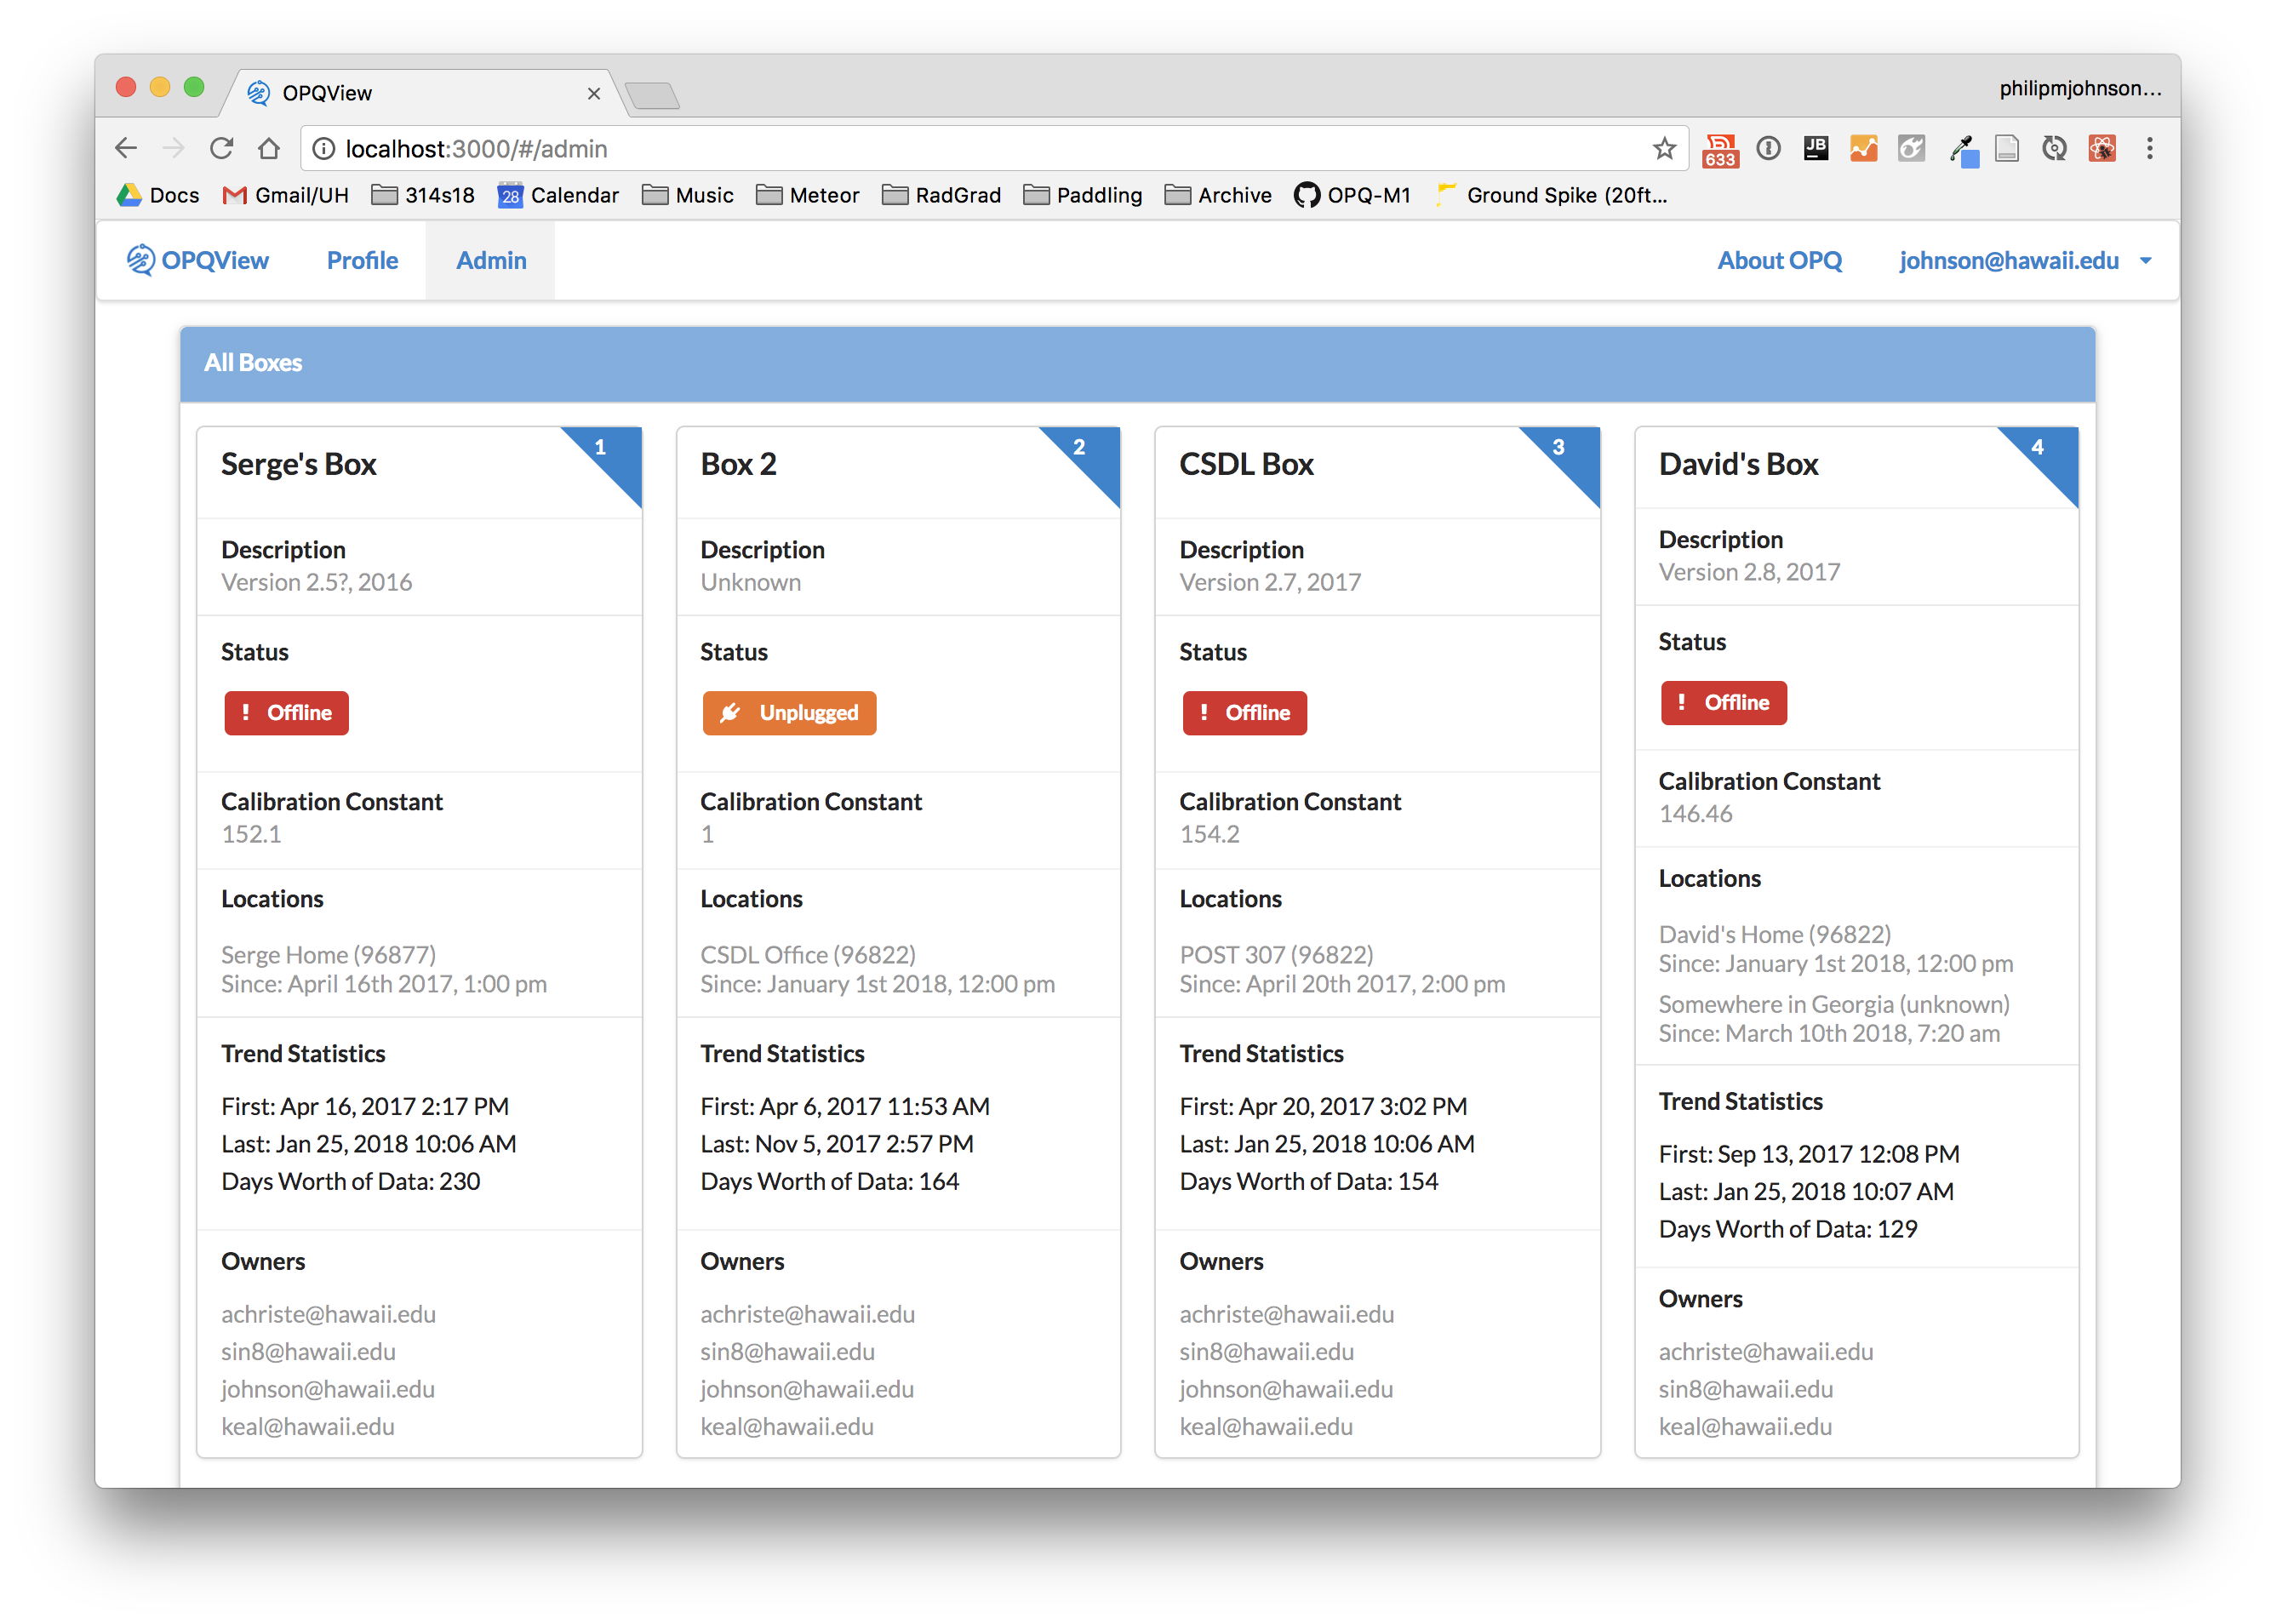 OPQView
philipmjohnson...
localhost:3000/#/admin
633
JB
Docs
Gmail/UH
314s18
28
Calendar
Music
Meteor
RadGrad
Paddling
Archive
OPQ-M1
Ground Spike (20ft...
OPQView
Profile
Admin
About OPQ
johnson@hawaii.edu
All Boxes
Serge's Box
1
Description
Version 2.5?, 2016
Status
! Offline
Calibration Constant
152.1
Locations
Serge Home (96877)
Since: April 16th 2017, 1:00 pm
Trend Statistics
First: Apr 16, 2017 2:17 PM
Last: Jan 25, 2018 10:06 AM
Days Worth of Data: 230
Owners
achriste@hawaii.edu
sin8@hawaii.edu
johnson@hawaii.edu
keal@hawaii.edu
Box 2
2
Description
Unknown
Status
Unplugged
Calibration Constant
1
Locations
CSDL Office (96822)
Since: January 1st 2018, 12:00 pm
Trend Statistics
First: Apr 6, 2017 11:53 AM
Last: Nov 5, 2017 2:57 PM
Days Worth of Data: 164
Owners
achriste@hawaii.edu
sin8@hawaii.edu
johnson@hawaii.edu
keal@hawaii.edu
CSDL Box
3
Description
Version 2.7, 2017
Status
! Offline
Calibration Constant
154.2
Locations
POST 307 (96822)
Since: April 20th 2017, 2:00 pm
Trend Statistics
First: Apr 20, 2017 3:02 PM
Last: Jan 25, 2018 10:06 AM
Days Worth of Data: 154
Owners
achriste@hawaii.edu
sin8@hawaii.edu
johnson@hawaii.edu
keal@hawaii.edu
David's Box
4
Description
Version 2.8, 2017
Status
! Offline
Calibration Constant
146.46
Locations
David's Home (96822)
Since: January 1st 2018, 12:00 pm
Somewhere in Georgia (unknown)
Since: March 10th 2018, 7:20 am
Trend Statistics
First: Sep 13, 2017 12:08 PM
Last: Jan 25, 2018 10:07 AM
Days Worth of Data: 129
Owners
achriste@hawaii.edu
sin8@hawaii.edu
keal@hawaii.edu